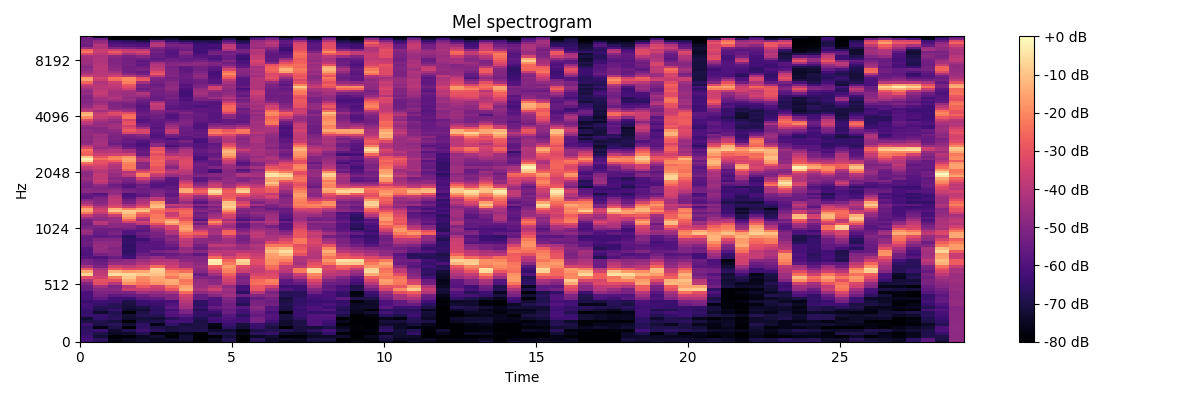 Mel spectrogram
8192
4096
2048
1024
512
0
Hz
0 5 10 15 20 25
Time
+0 dB
-10 dB
-20 dB
-30 dB
-40 dB
-50 dB
-60 dB
-70 dB
-80 dB